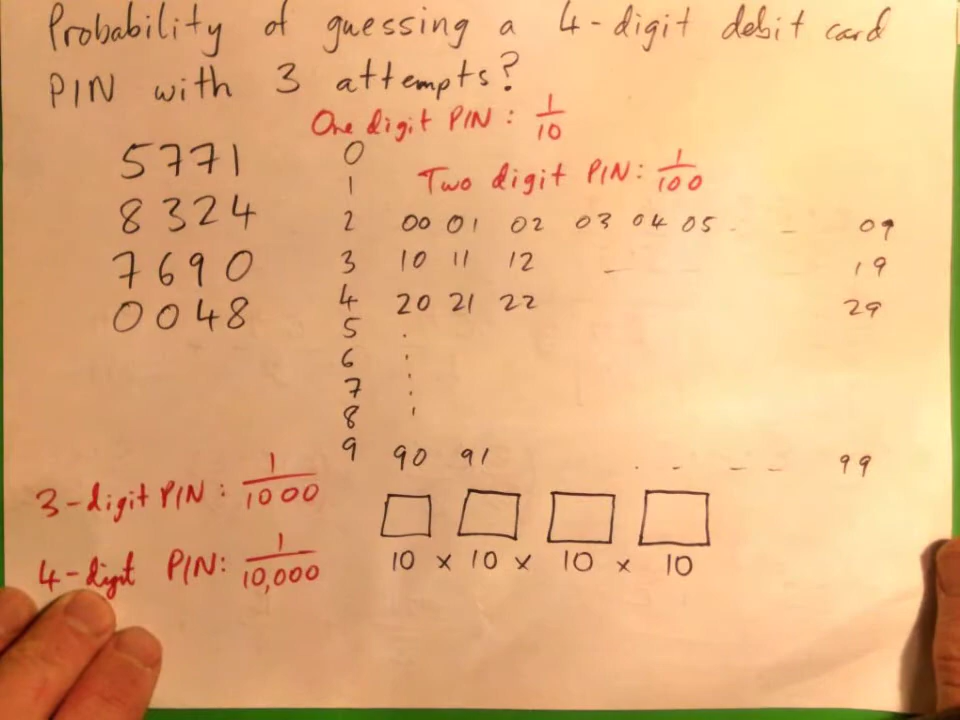 Probability of guessing a 4-digit debit card
PIN with 3 attempts?
One digit PIN: 1/10
5771
8324
7690
0048
0
1
2
3
4
5
6
7
8
9
Two digit PIN: 1/100
00 01 02 03 04 05 - - 09
10 11 12 - - 19
20 21 22 29
.
.
.
.
90 91 . - - - 99
3-digit PIN: 1/1000
4-digit PIN: 1/10,000
10 x 10 x 10 x 10